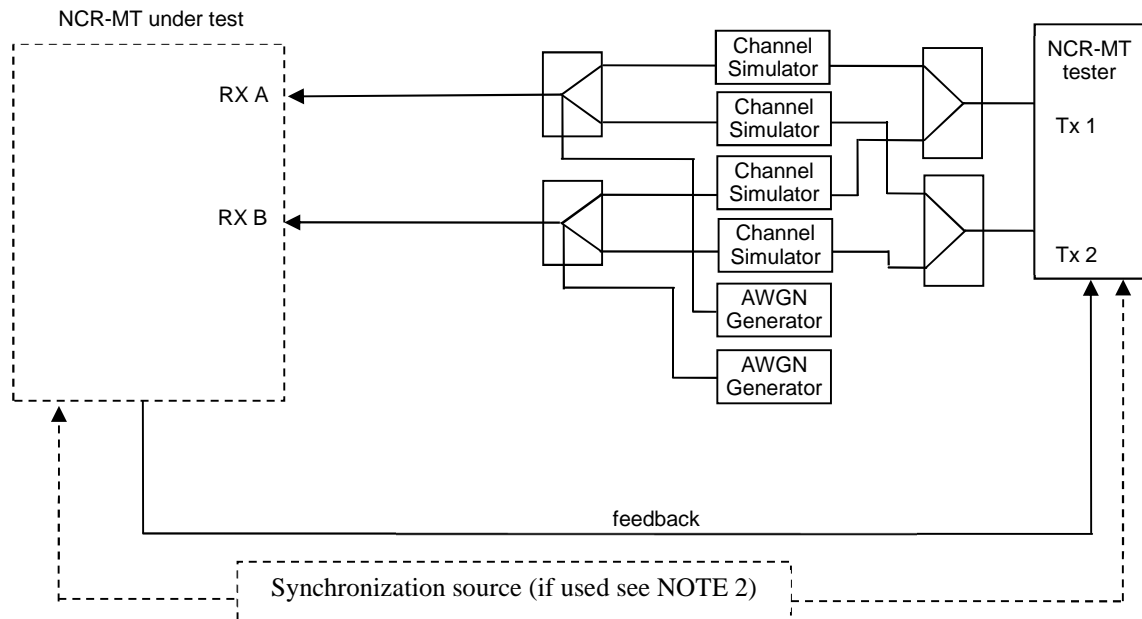 NCR-MT under test
RX A
RX B
Channel
Simulator
Channel
Simulator
Channel
Simulator
Channel
Simulator
AWGN
Generator
AWGN
Generator
NCR-MT
tester
Tx 1
Tx 2
feedback
Synchronization source (if used see NOTE 2)